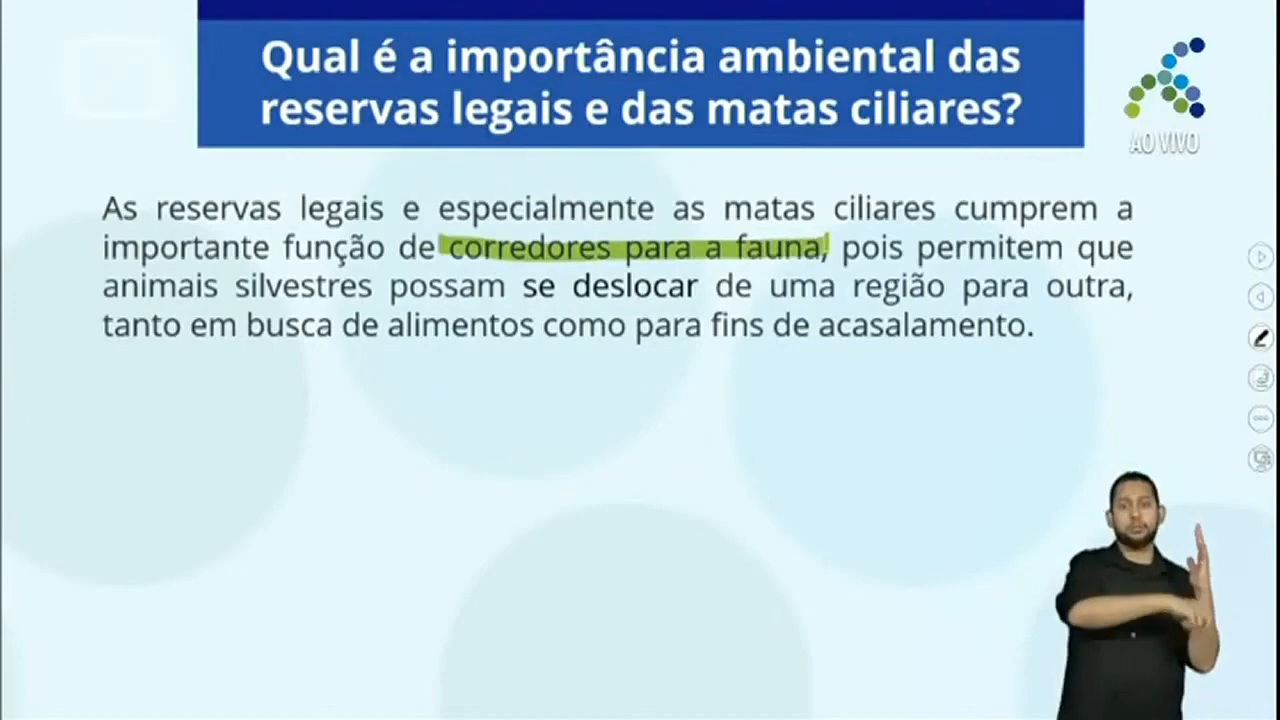 Qual é a importância ambiental das
reservas legais e das matas ciliares?
AO VIVO
As reservas legais e especialmente as matas ciliares cumprem a
importante função de corredores para a fauna, pois permitem que
animais silvestres possam se deslocar de uma região para outra,
tanto em busca de alimentos como para fins de acasalamento.